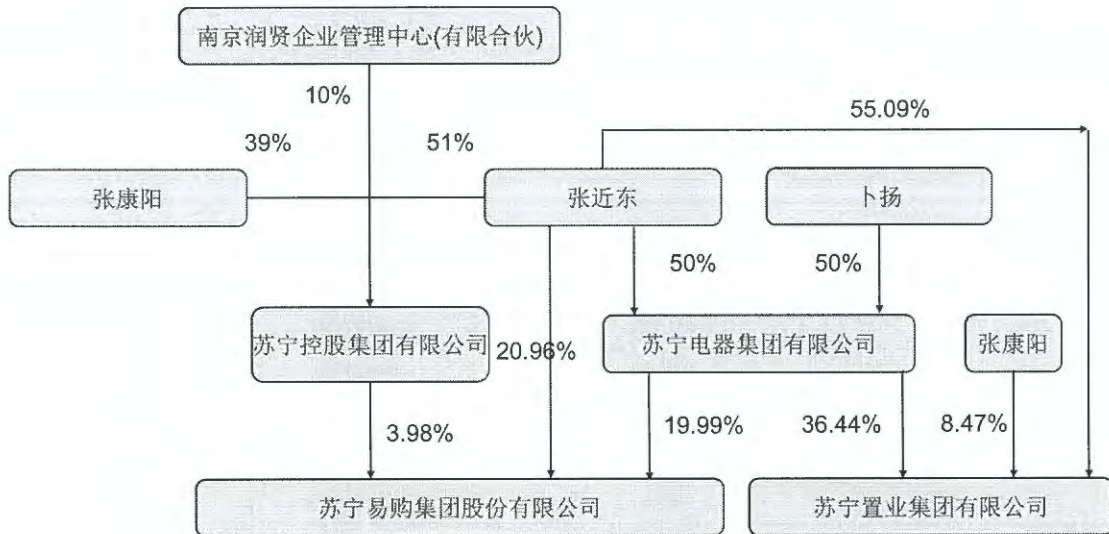 南京润贤企业管理中心(有限合伙)
10%
55.09%
39%
51%
张康阳
张近东
卜扬
50%
50%
苏宁控股集团有限公司
20.96%
苏宁电器集团有限公司
张康阳
3.98%
19.99%
36.44%
8.47%
苏宁易购集团股份有限公司
苏宁置业集团有限公司